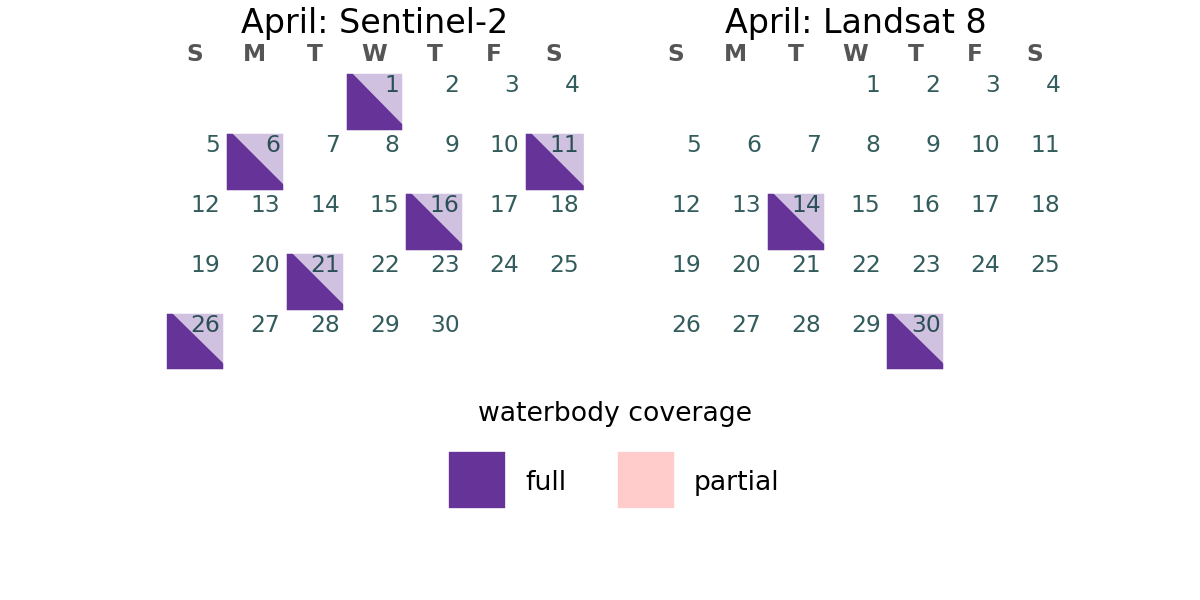 April: Sentinel-2
S M T W T F S
1 2 3 4
5 6 7 8 9 10 11
12 13 14 15 16 17 18
19 20 21 22 23 24 25
26 27 28 29 30
April: Landsat 8
S M T W T F S
1 2 3 4
5 6 7 8 9 10 11
12 13 14 15 16 17 18
19 20 21 22 23 24 25
26 27 28 29 30
waterbody coverage
full partial